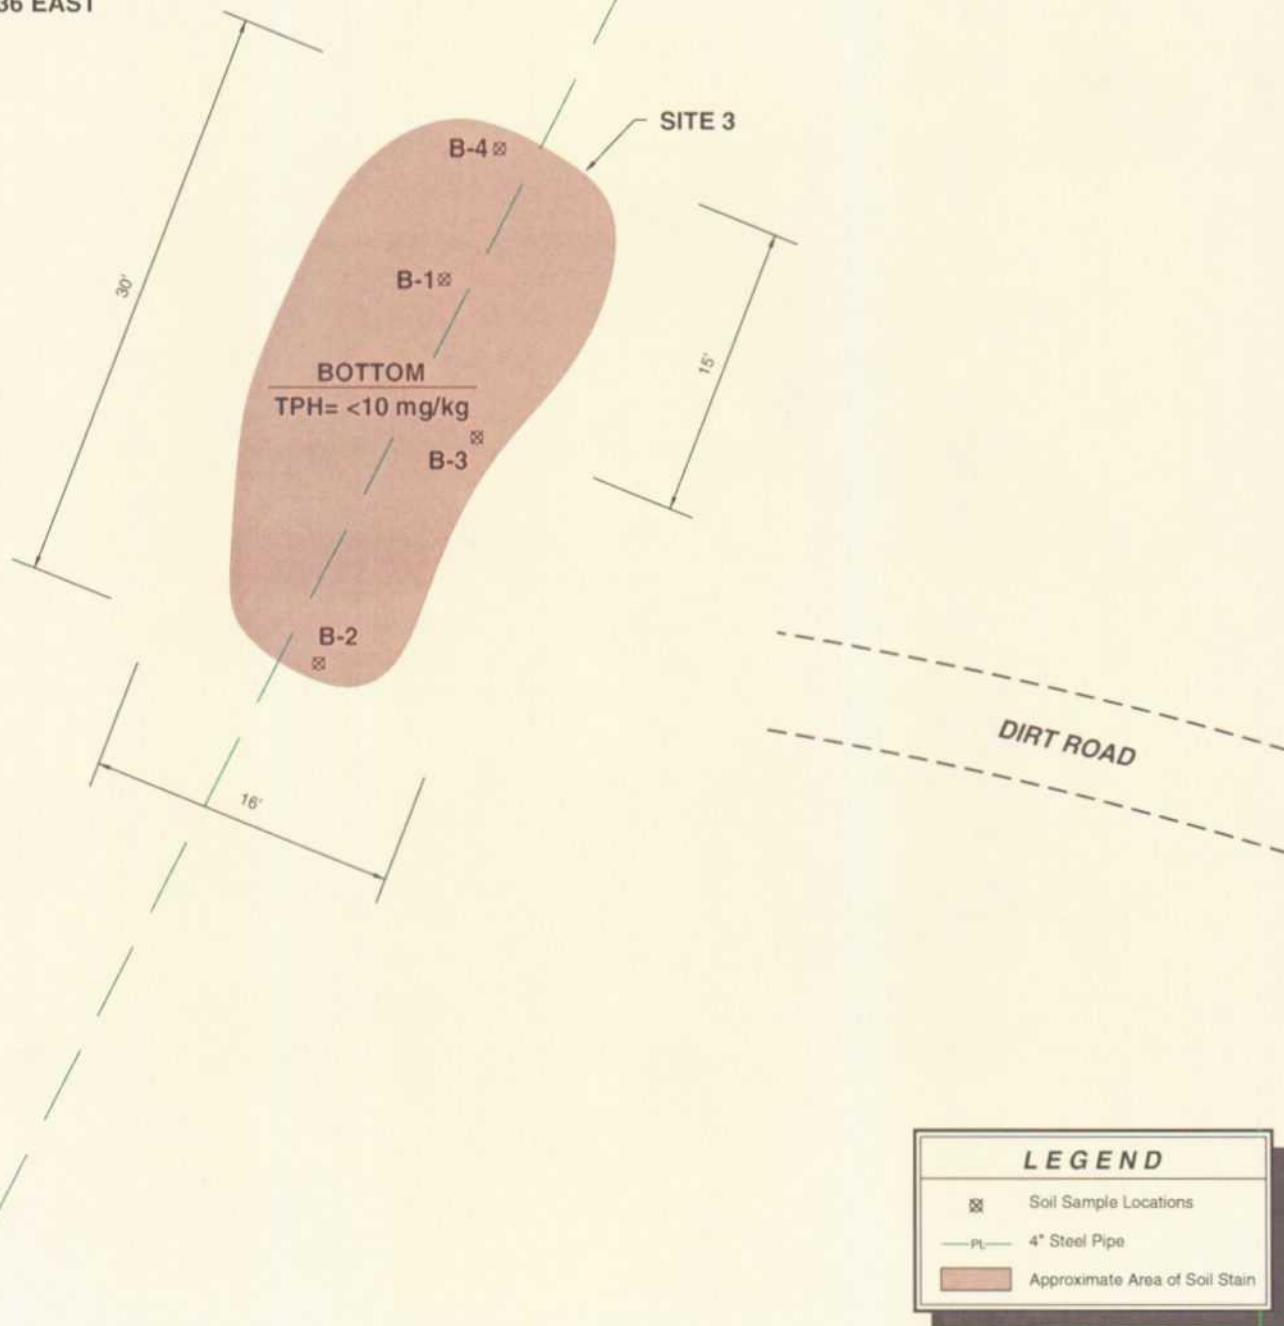 36 EAST
SITE 3
B-4
B-1
30'
15'
BOTTOM
TPH= <10 mg/kg
B-3
B-2
DIRT ROAD
16'
LEGEND
Soil Sample Locations
PL
4" Steel Pipe
Approximate Area of Soil Stain